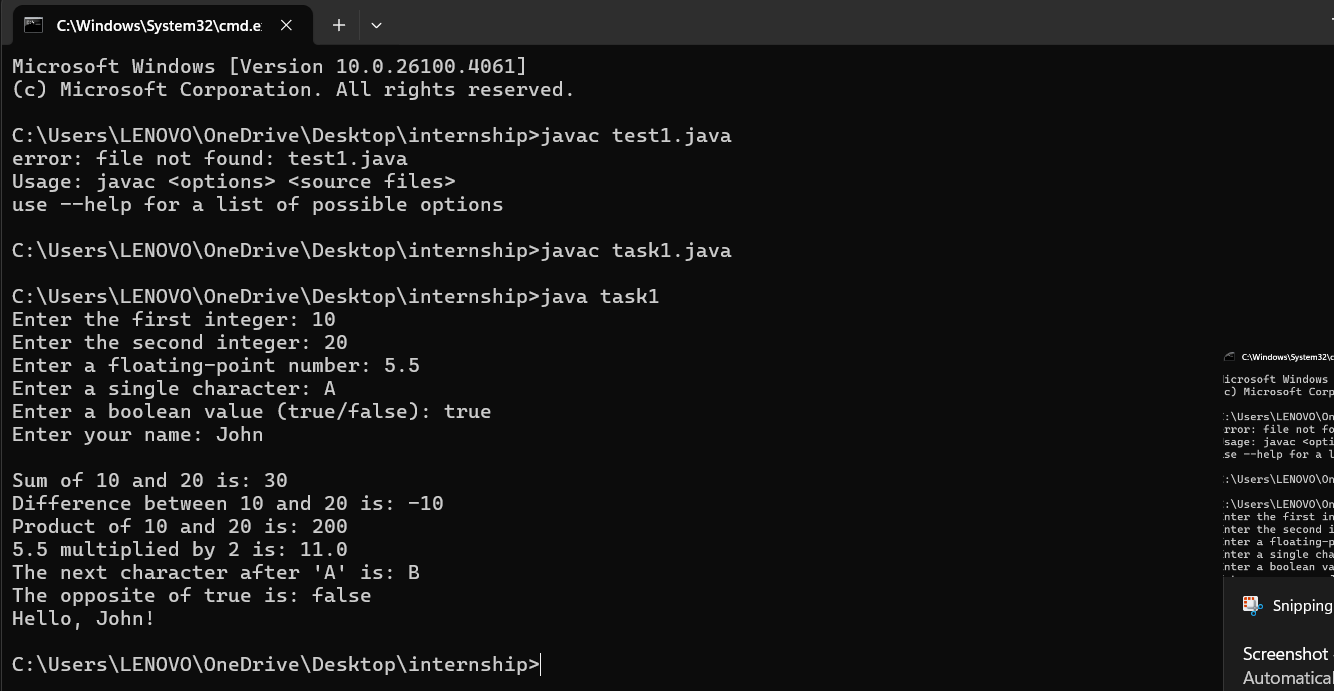 C:\Windows\System32\cmd.e
Microsoft Windows [Version 10.0.26100.4061]
(c) Microsoft Corporation. All rights reserved.
C:\Users\LENOVO\OneDrive\Desktop\internship>javac test1.java
error: file not found: test1.java
Usage: javac <options> <source files>
use --help for a list of possible options
C:\Users\LENOVO\OneDrive\Desktop\internship>javac task1.java
C:\Users\LENOVO\OneDrive\Desktop\internship>java task1
Enter the first integer: 10
Enter the second integer: 20
Enter a floating-point number: 5.5
Enter a single character: A
Enter a boolean value (true/false): true
Enter your name: John
Sum of 10 and 20 is: 30
Difference between 10 and 20 is: -10
Product of 10 and 20 is: 200
5.5 multiplied by 2 is: 11.0
The next character after 'A' is: B
The opposite of true is: false
Hello, John!
C:\Users\LENOVO\OneDrive\Desktop\internship>
C:\Windows\System32\c
icrosoft Windows
c) Microsoft Corp
:\Users\LENOVO\On
rror: file not fo
sage: javac <opti
se --help for a l
:\Users\LENOVO\On
:\Users\LENOVO\On
nter the first in
nter the second i
nter a floating-p
nter a single cha
nter a boolean va
Snipping
Screenshot
Automatical